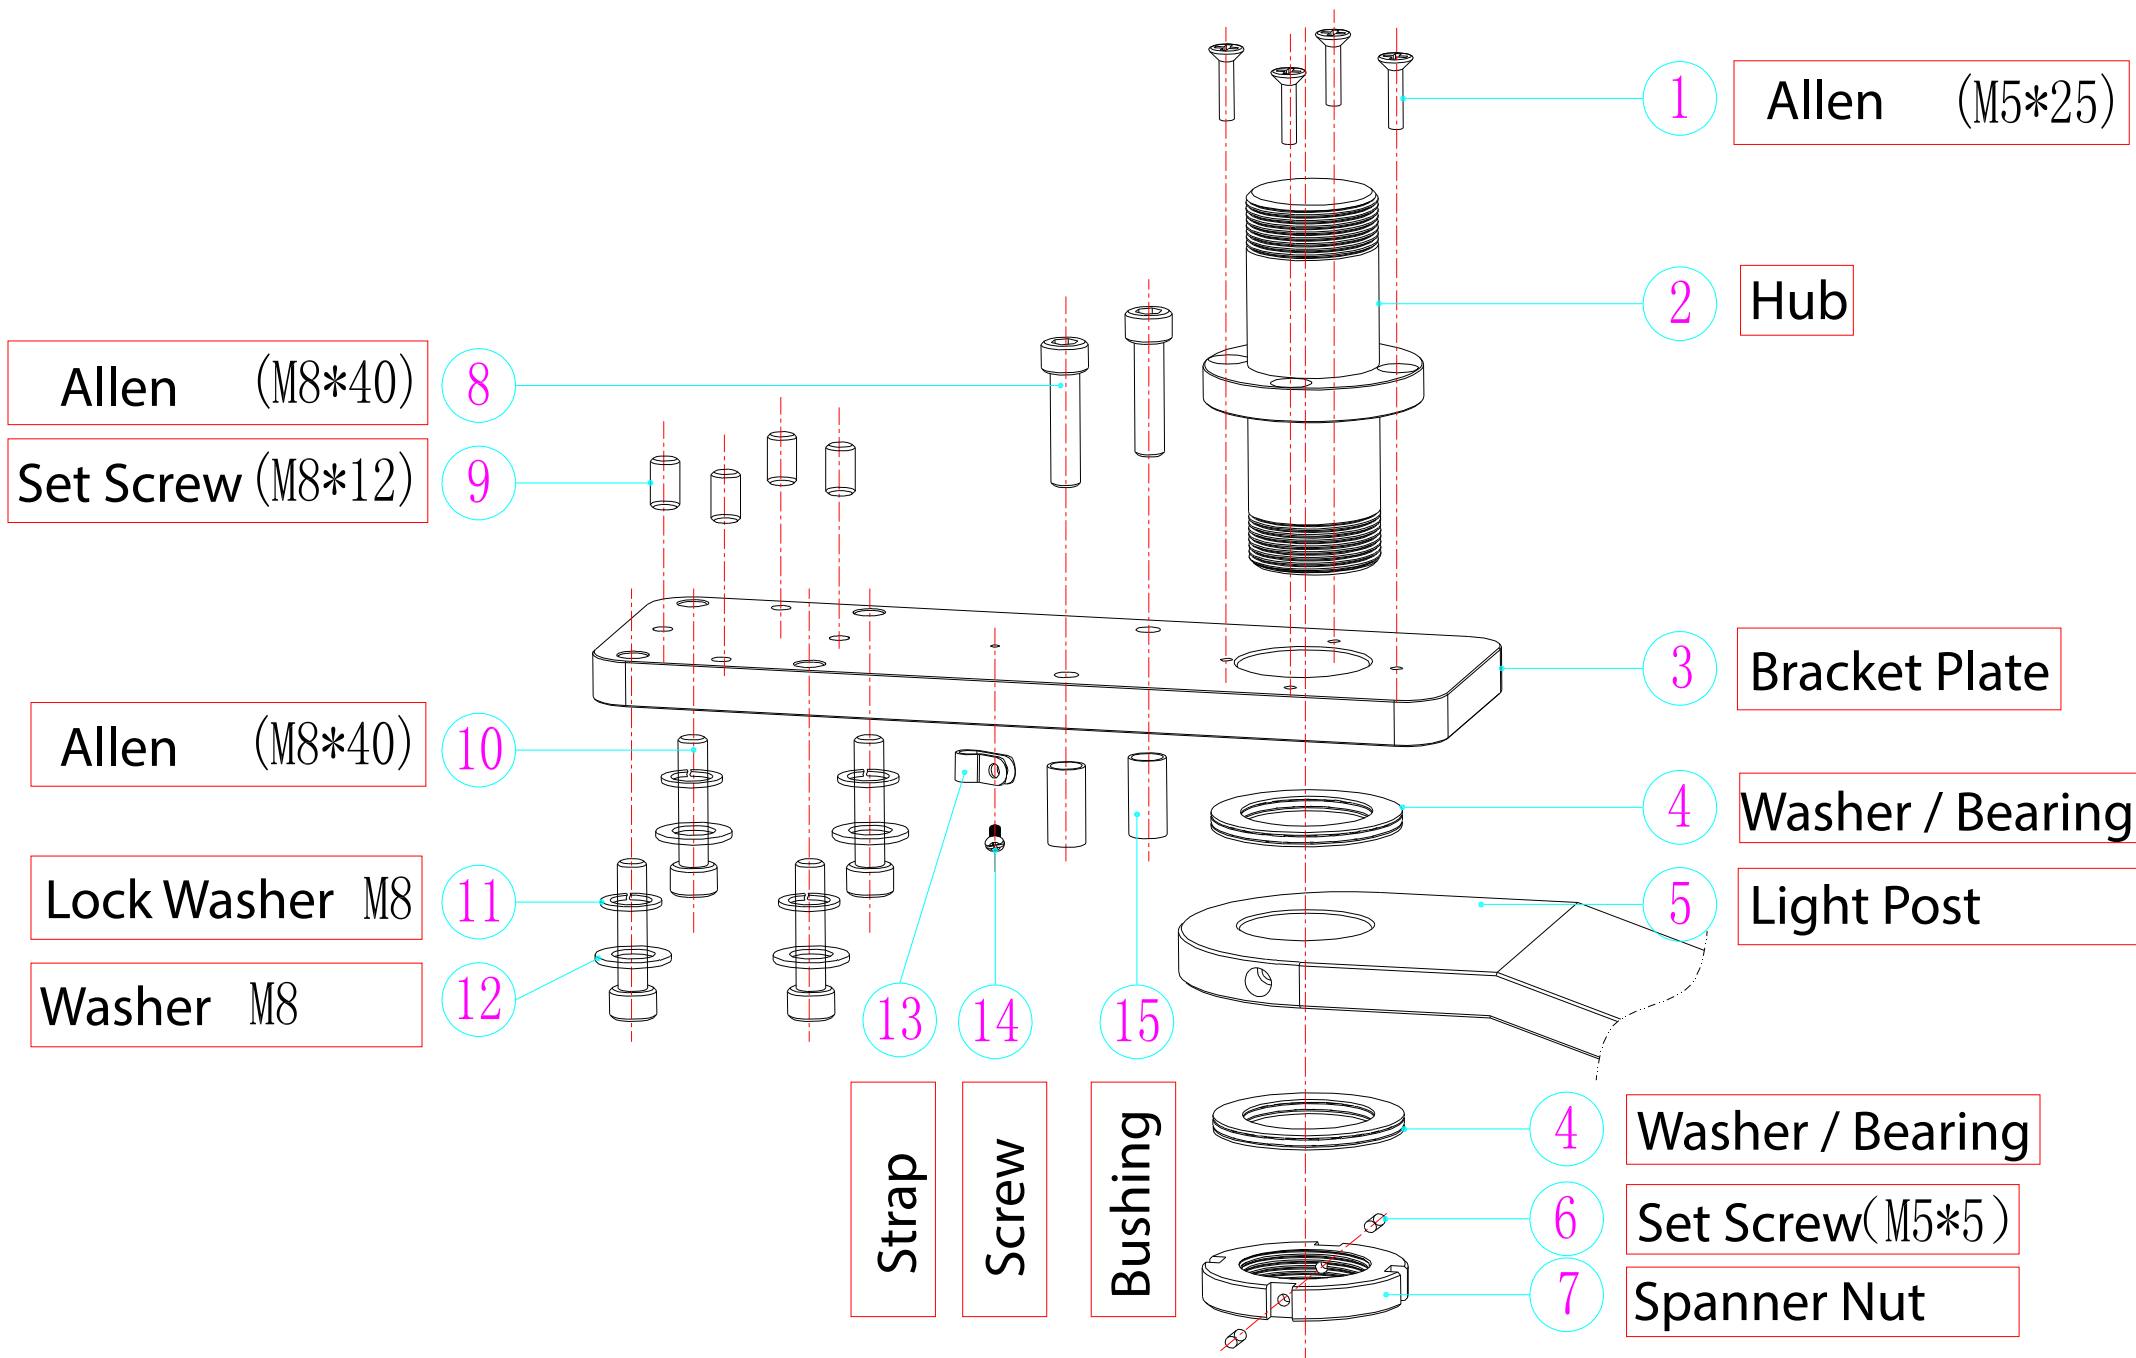 1 Allen (M5*25)
2 Hub
Allen (M8*40) 8
Set Screw (M8*12) 9
3 Bracket Plate
Allen (M8*40) 10
4 Washer / Bearing
Lock Washer M8 11
5 Light Post
Washer M8 12
13
14
15
Strap
Screw
Bushing
4 Washer / Bearing
6 Set Screw(M5*5)
7 Spanner Nut